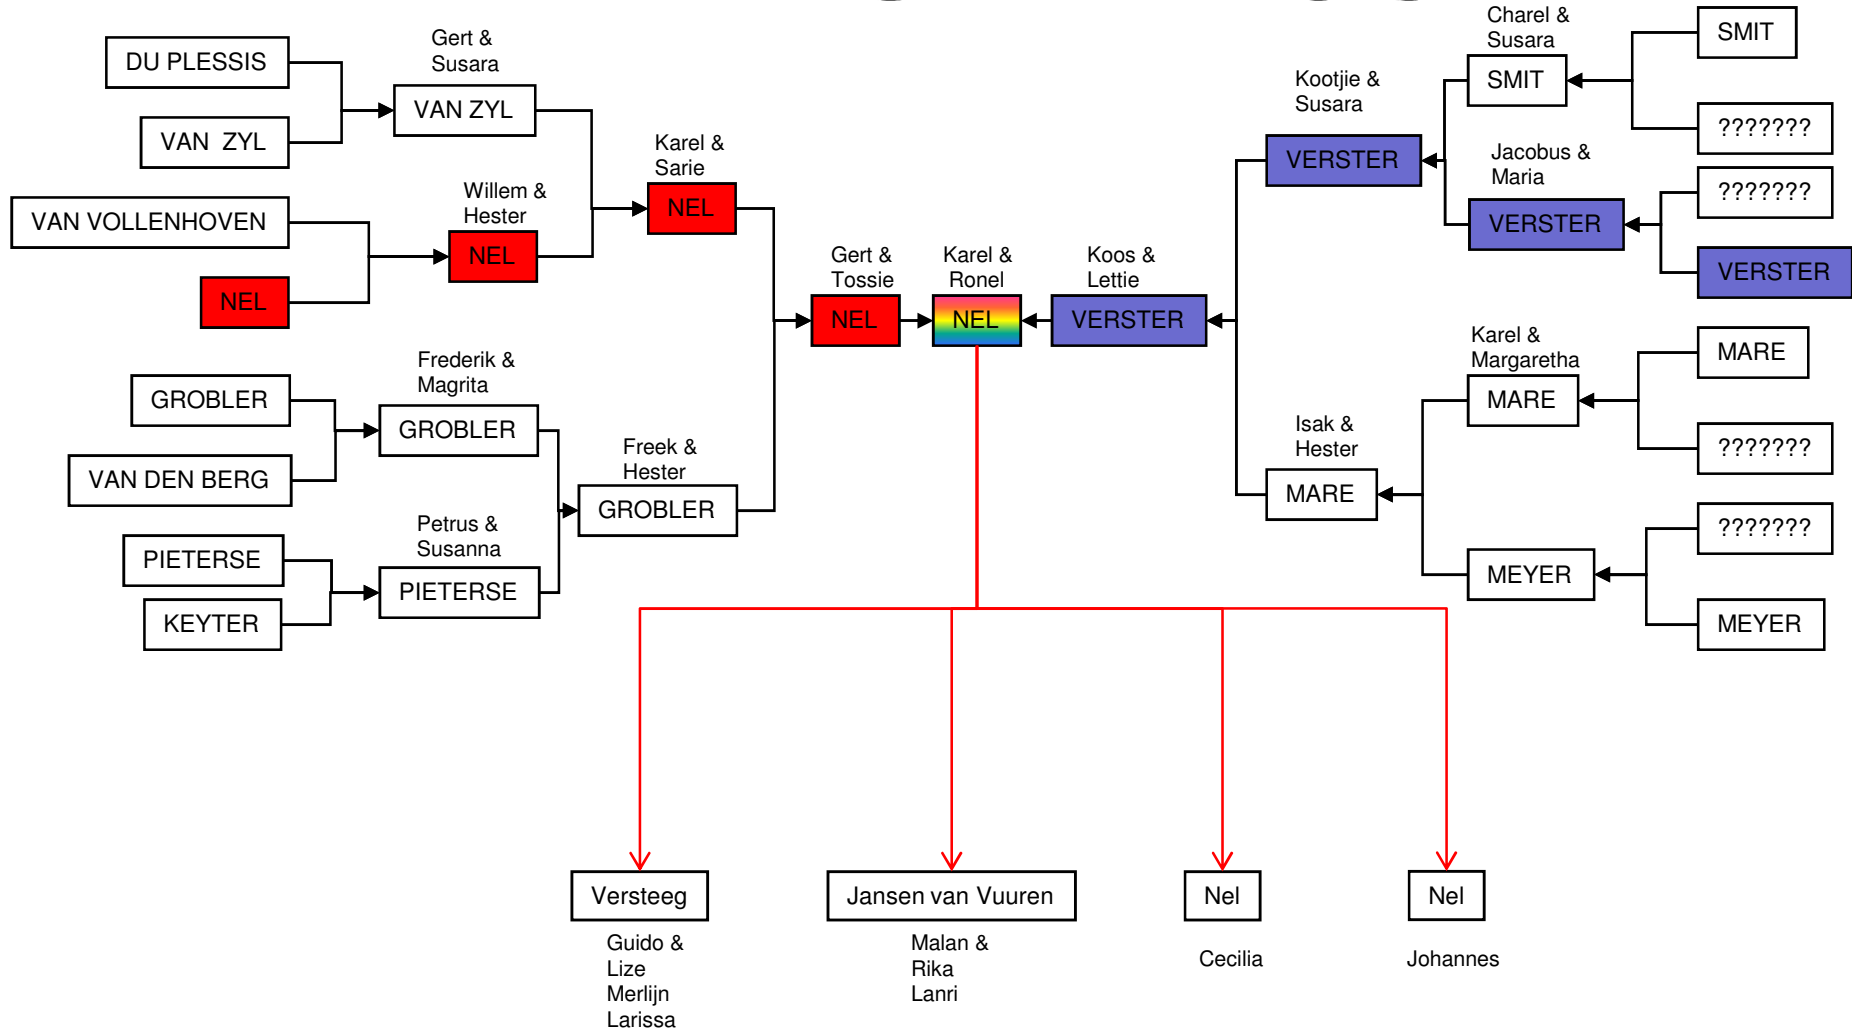 DU PLESSIS
VAN  ZYL
VAN VOLLENHOVEN
NEL
GROBLER
VAN DEN BERG
PIETERSE
KEYTER
Gert &
Susara
VAN ZYL
Willem &
Hester
NEL
Frederik &
Magrita
GROBLER
Petrus &
Susanna
PIETERSE
Karel &
Sarie
NEL
Freek &
Hester
GROBLER
Gert &
Tossie
NEL
Karel &
Ronel
NEL
Koos &
Lettie
VERSTER
Kootjie &
Susara
VERSTER
Isak &
Hester
MARE
Charel &
Susara
SMIT
Jacobus &
Maria
VERSTER
Karel &
Margaretha
MARE
MEYER
SMIT
???????
???????
VERSTER
MARE
???????
???????
MEYER
Versteeg
Guido &
Lize
Merlijn
Larissa
Jansen van Vuuren
Malan &
Rika
Lanri
Nel
Cecilia
Nel
Johannes